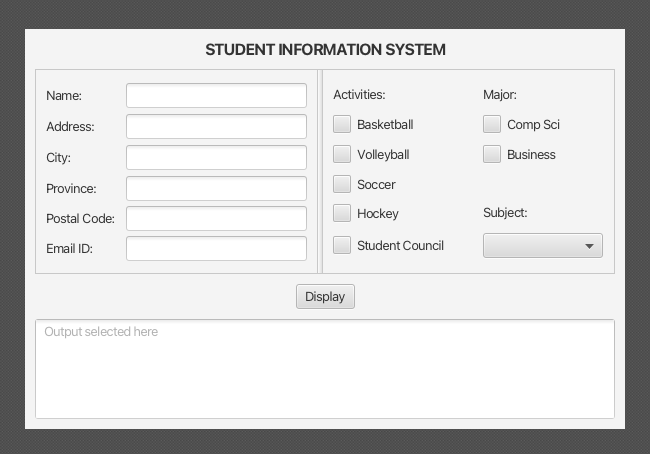 STUDENT INFORMATION SYSTEM
Name:
Address:
City:
Province:
Postal Code:
Email ID:
Activities:
Basketball
Volleyball
Soccer
Hockey
Student Council
Major:
Comp Sci
Business
Subject:
Display
Output selected here